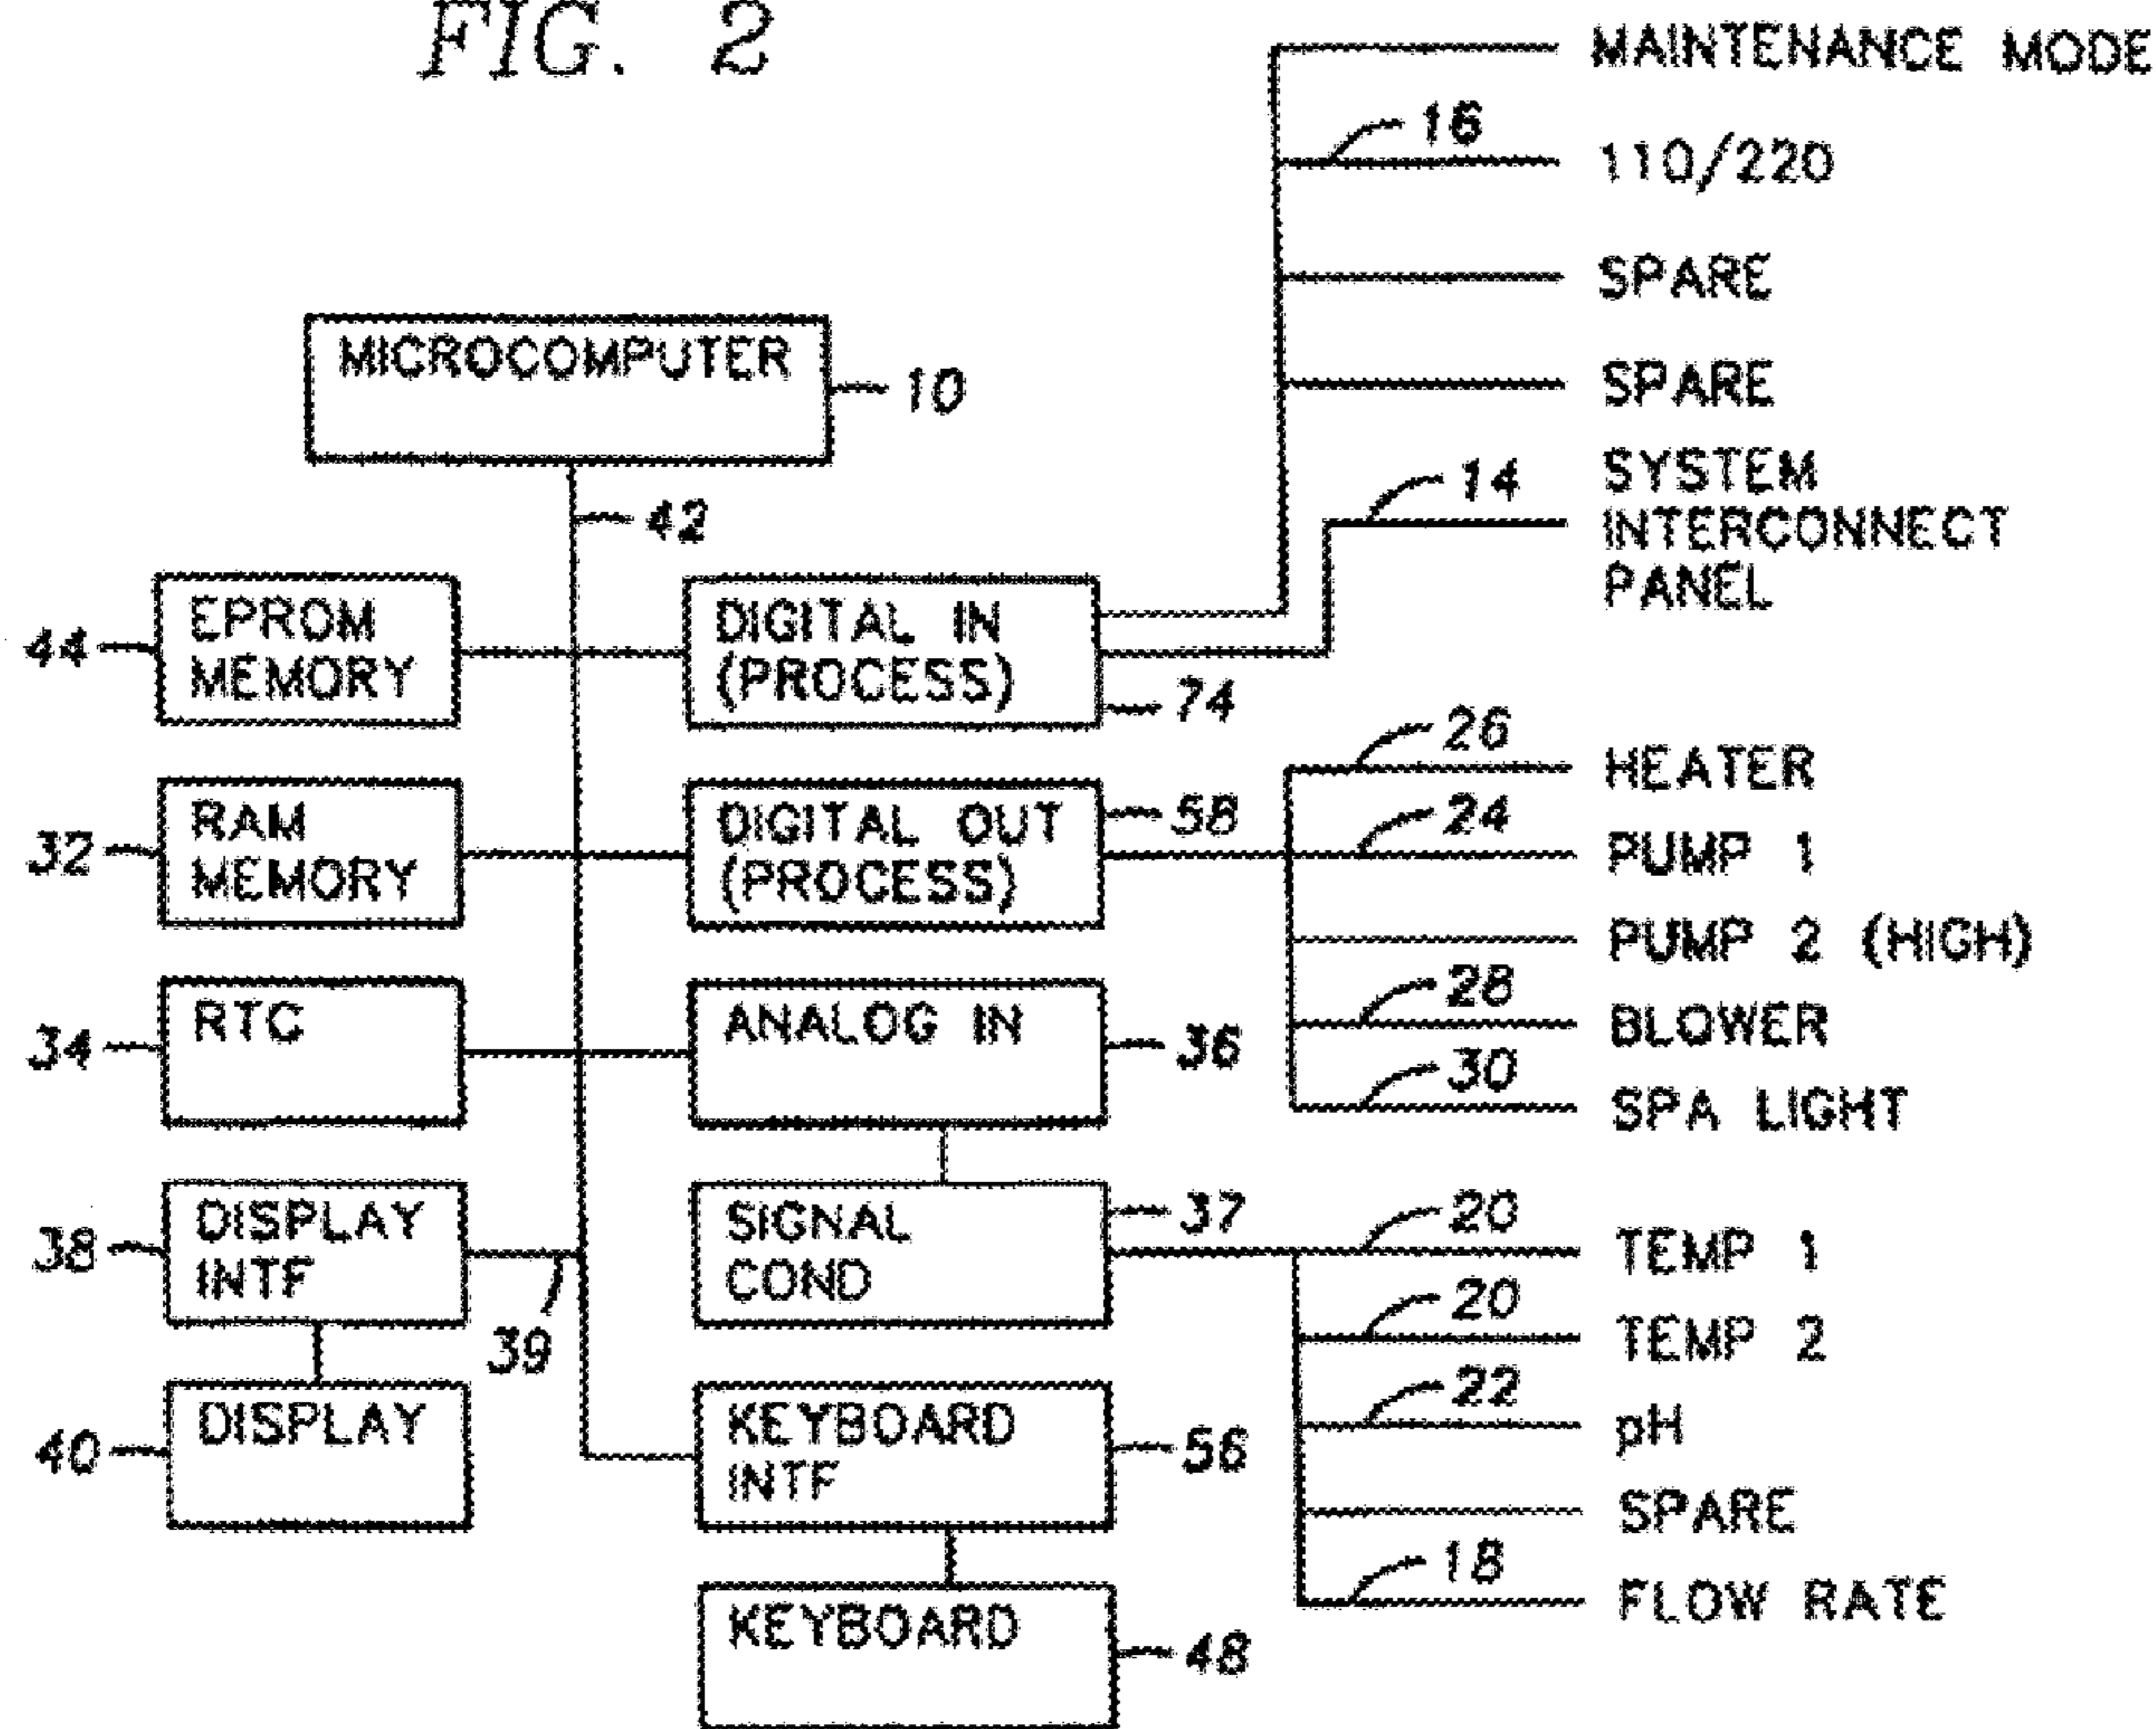 FIG. 2
MAINTENANCE MODE
16
110/220
SPARE
SPARE
MICROCOMPUTER
10
42
14
SYSTEM
INTERCONNECT
PANEL
44
EPROM
MEMORY
DIGITAL IN
(PROCESS)
74
32
RAM
MEMORY
DIGITAL OUT
(PROCESS)
58
26
HEATER
24
PUMP 1
PUMP 2 (HIGH)
28
BLOWER
30
SPA LIGHT
34
RTC
ANALOG IN
36
38
DISPLAY
INTF
39
SIGNAL
COND
37
20
TEMP 1
20
TEMP 2
22
pH
SPARE
18
FLOW RATE
40
DISPLAY
KEYBOARD
INTF
56
KEYBOARD
48